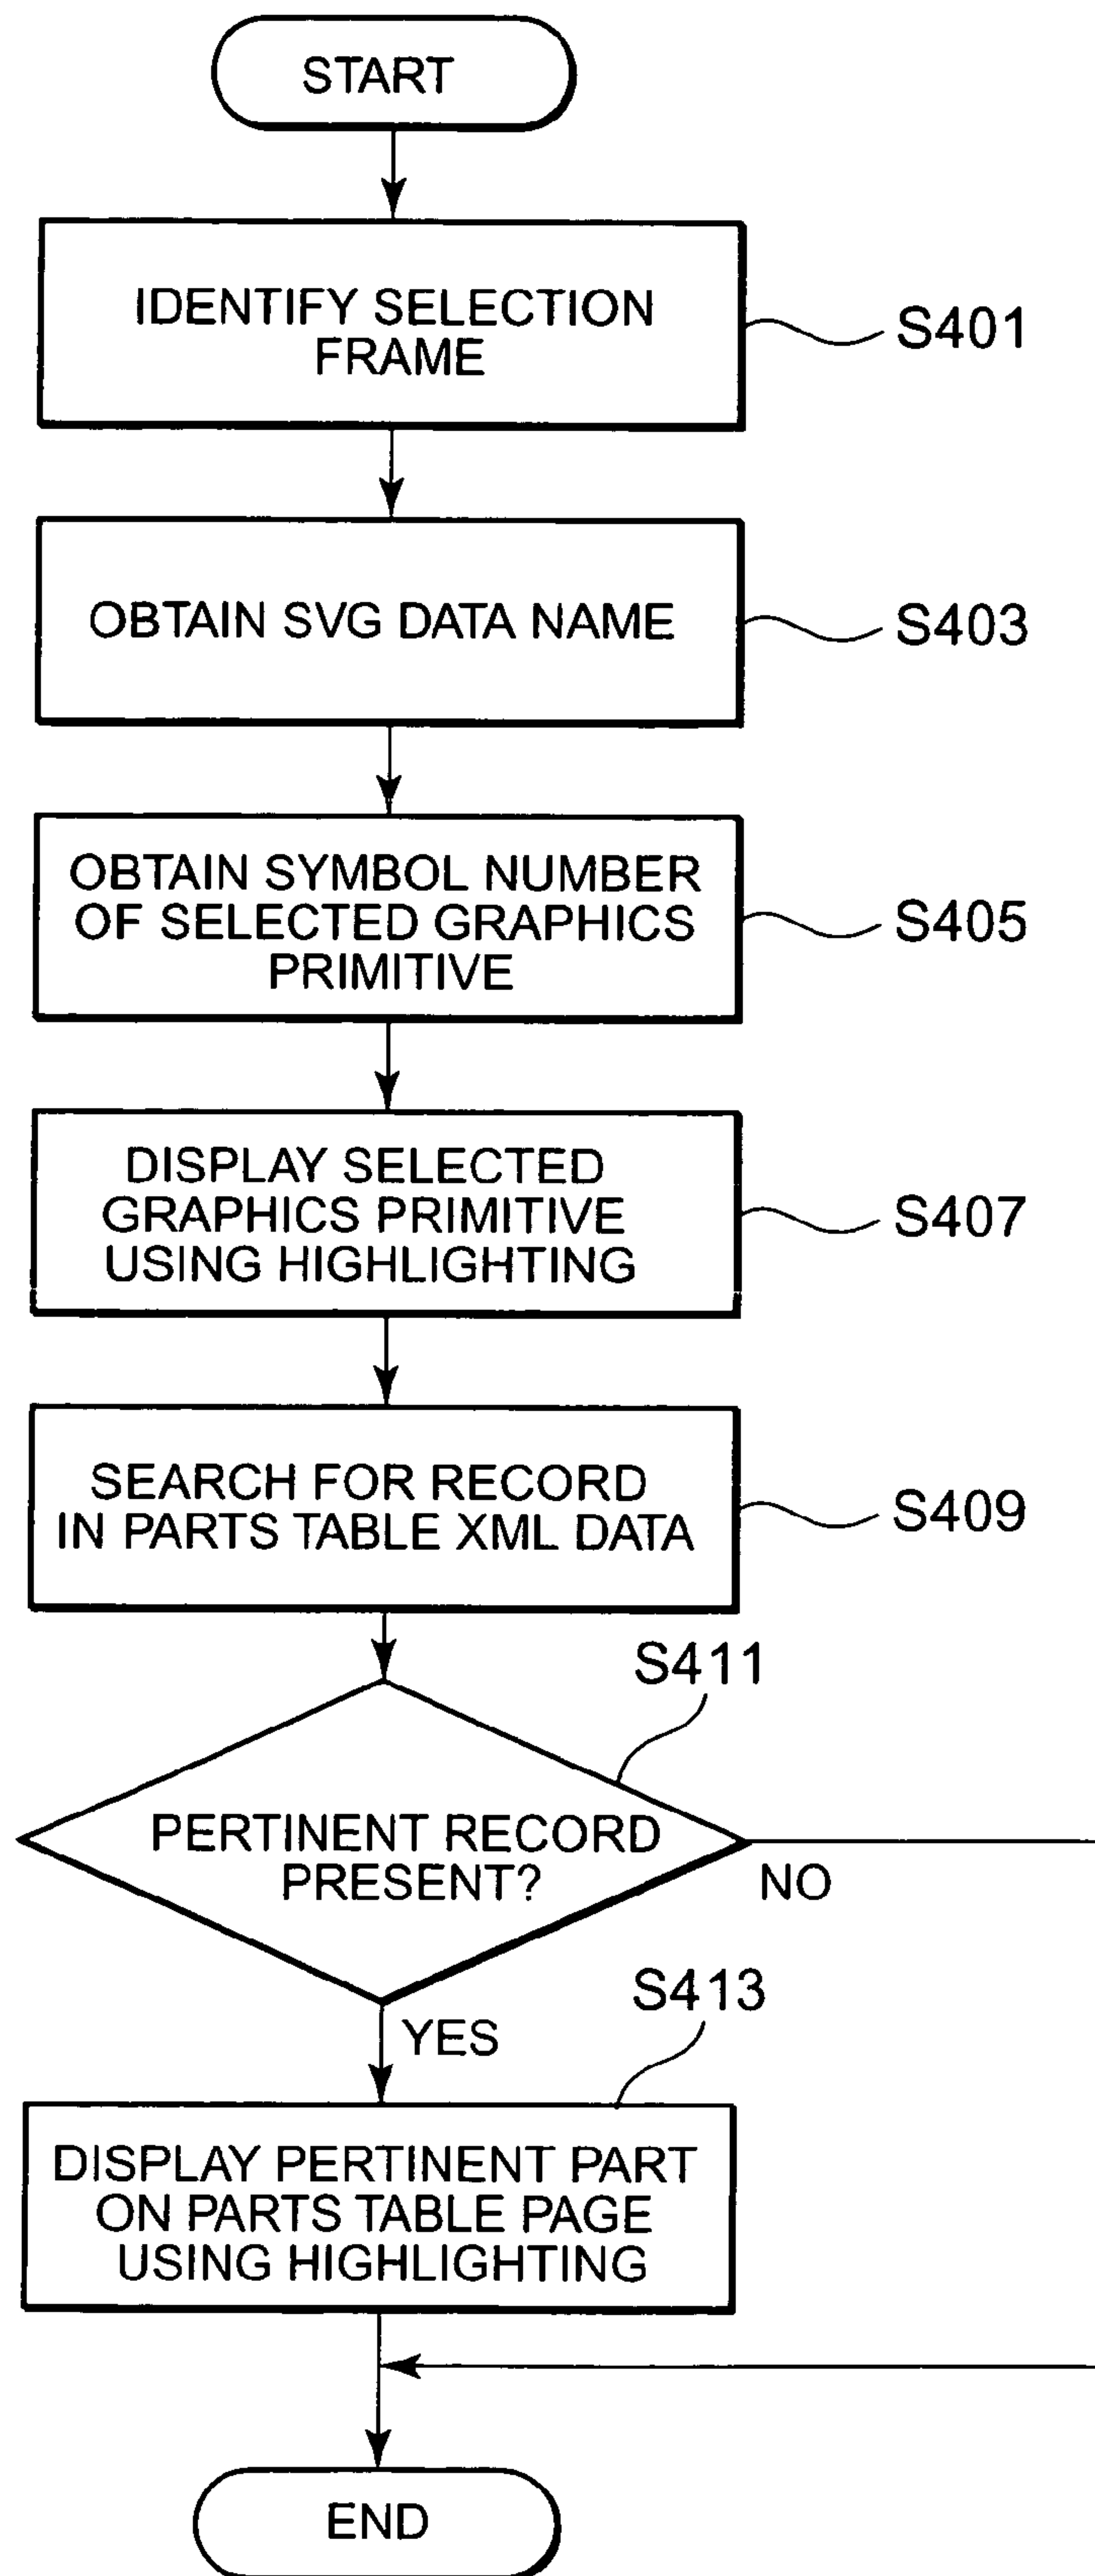 START
IDENTIFY SELECTION
FRAME
S401
OBTAIN SVG DATA NAME
S403
OBTAIN SYMBOL NUMBER
OF SELECTED GRAPHICS
PRIMITIVE
S405
DISPLAY SELECTED
GRAPHICS PRIMITIVE
USING HIGHLIGHTING
S407
SEARCH FOR RECORD
IN PARTS TABLE XML DATA
S409
S411
PERTINENT RECORD
PRESENT?
NO
YES
S413
DISPLAY PERTINENT PART
ON PARTS TABLE PAGE
USING HIGHLIGHTING
END